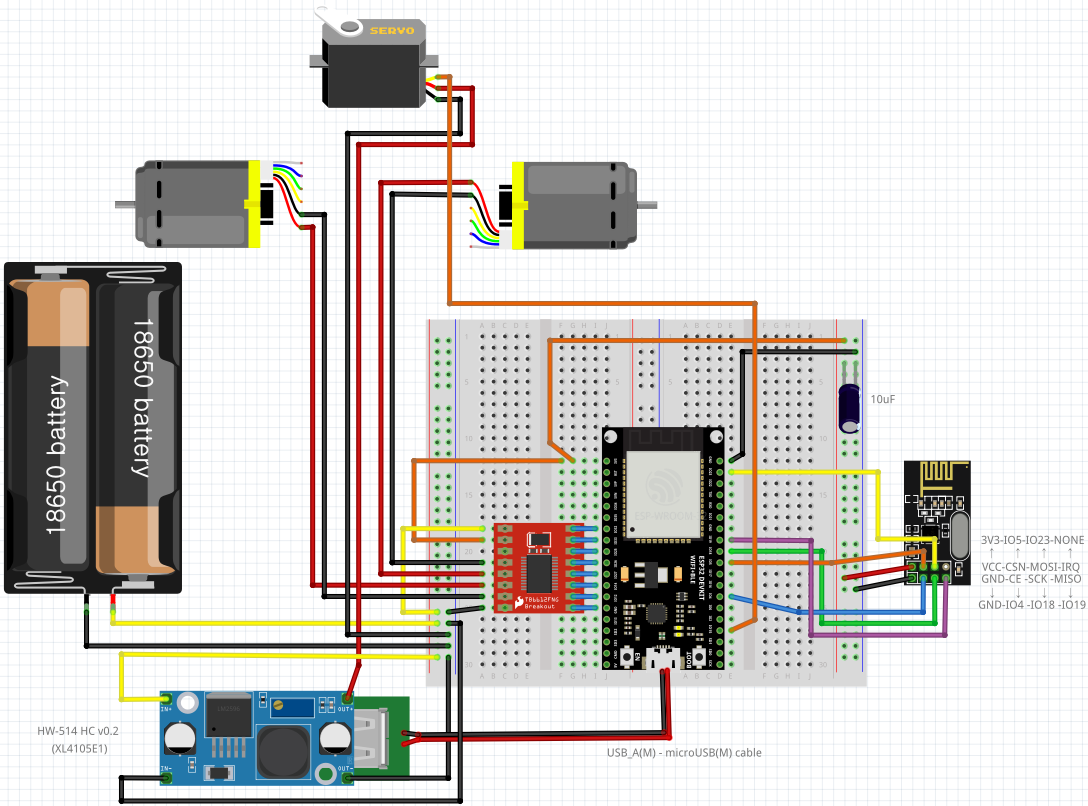 SERVO
18650 battery
18650 battery
10uF
ESP-WROOM
ESP32 DEVKIT
TB6612FNG
Breakout
3V3-IO5-IO23-NONE
VCC-CSN-MOSI-IRQ
GND-CE -SCK -MISO
GND-IO4 -IO18 -IO19
EN
BOOT
IN+
OUT+
HW-514 HC v0.2
(XL4105E1)
IN-
OUT-
USB_A(M) - microUSB(M) cable